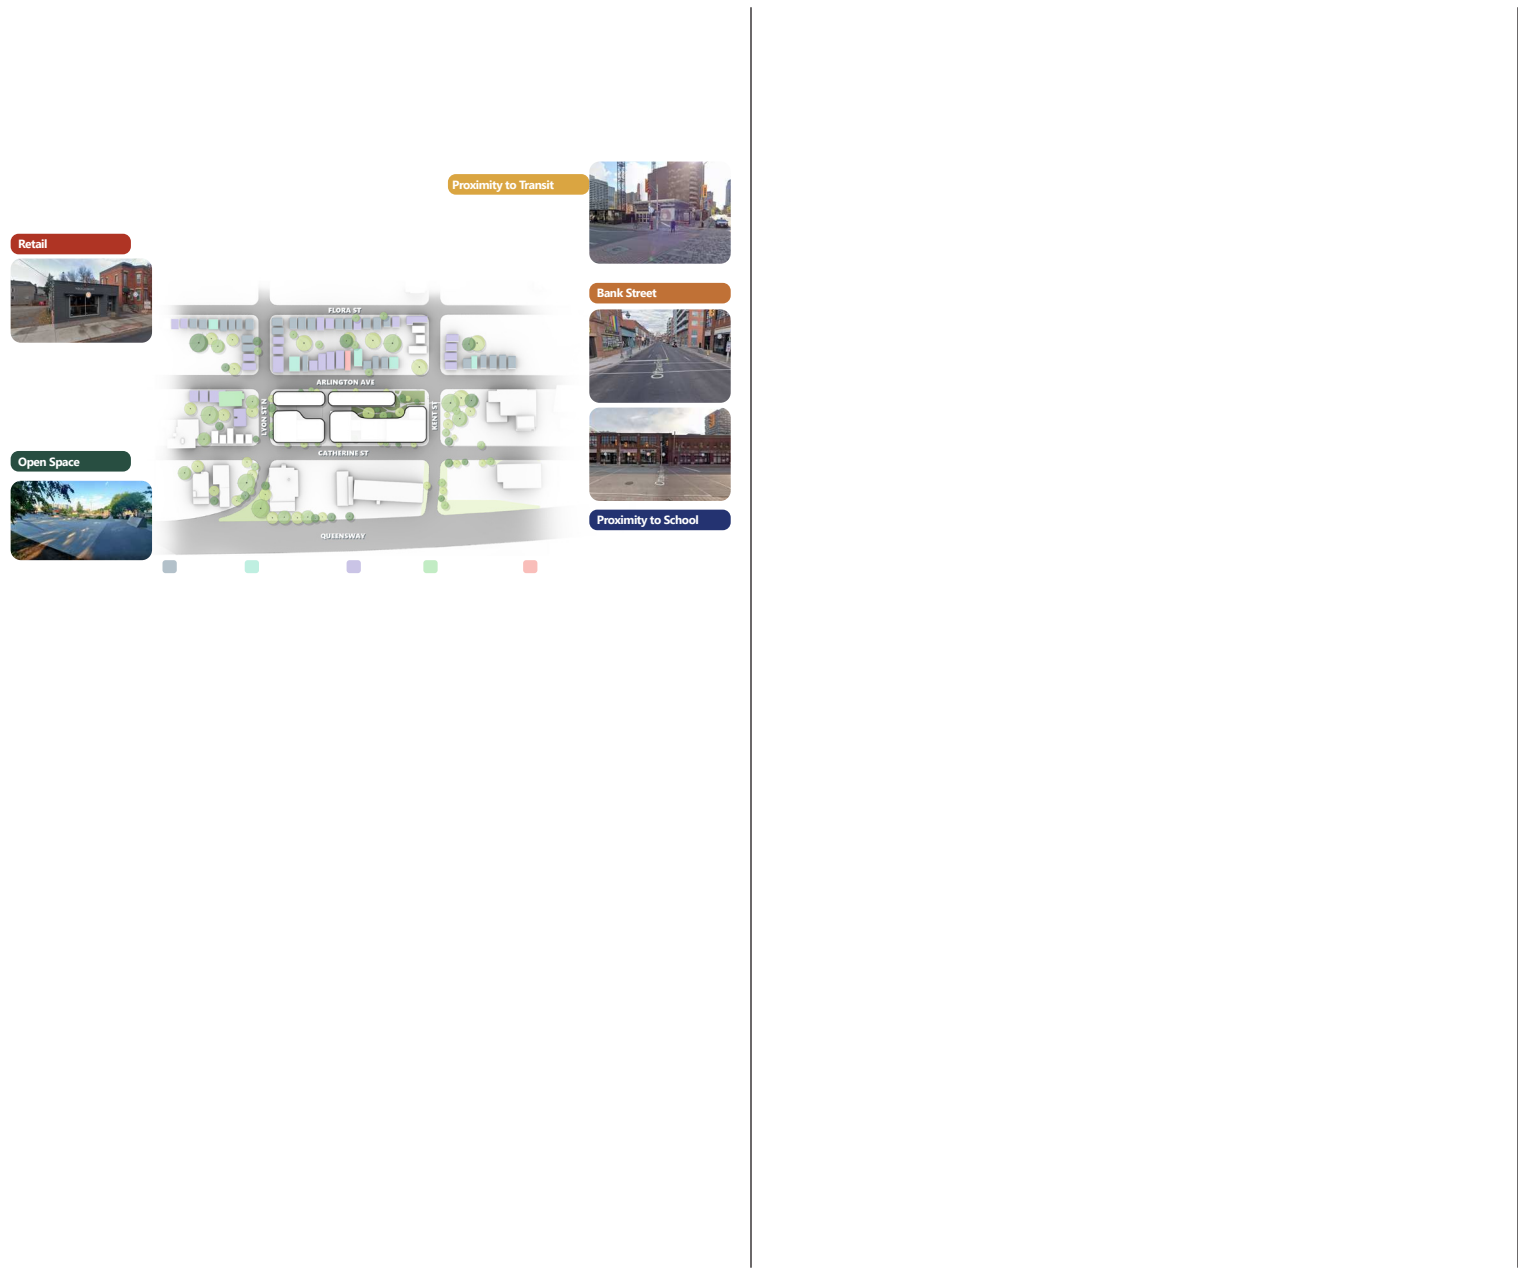 Proximity to Transit
Retail
Bank Street
FLORA ST
ARLINGTON AVE
LYON ST N
KENT ST
CATHERINE ST
Open Space
Proximity to School
QUEENSWAY